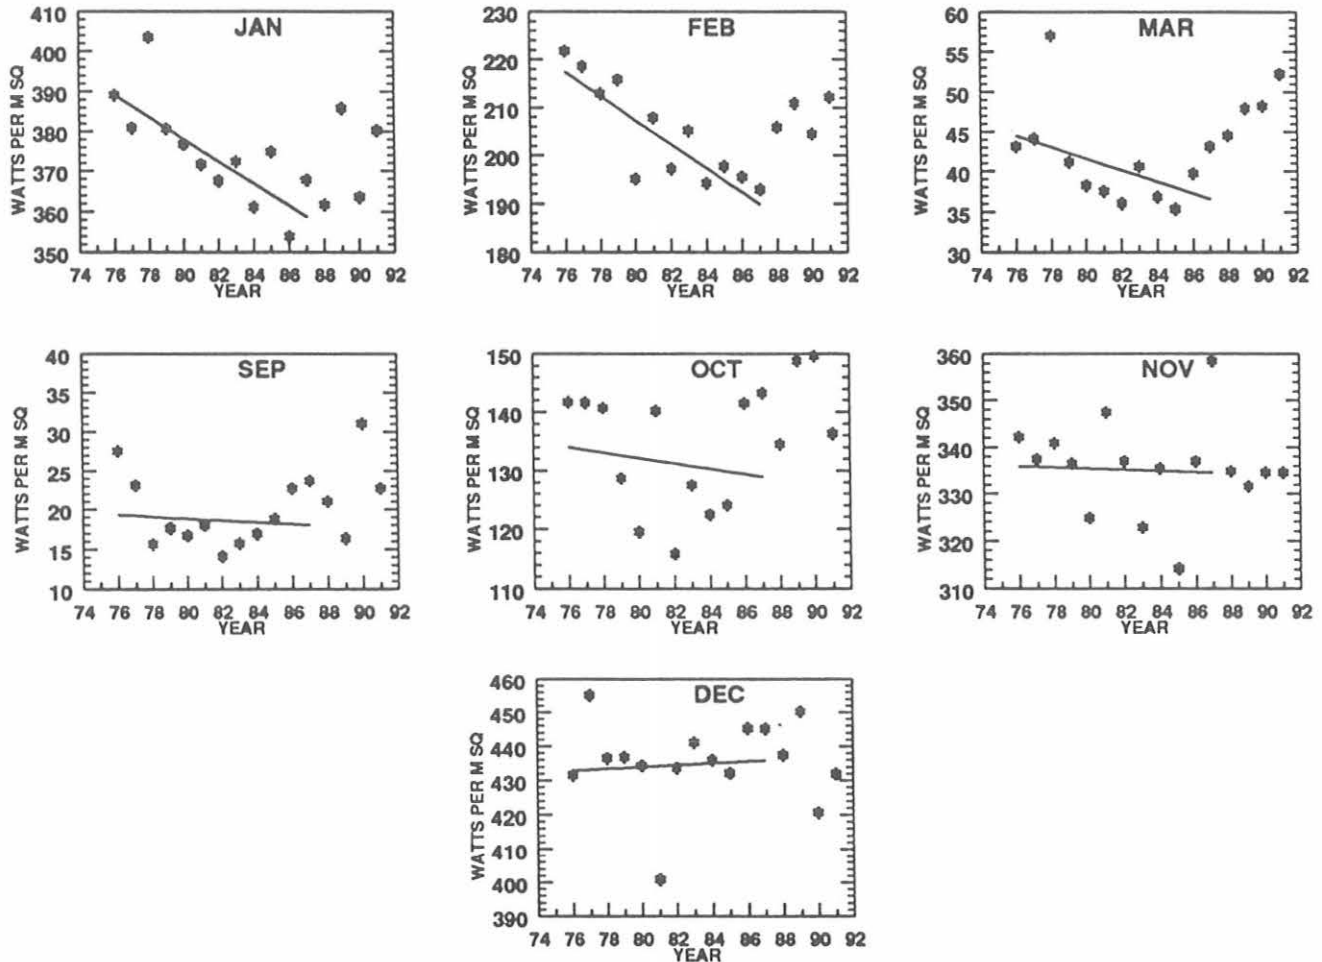 JAN
WATTS PER M SQ
410
400
390
380
370
360
350
74 76 78 80 82 84 86 88 90 92
YEAR
FEB
WATTS PER M SQ
230
220
210
200
190
180
74 76 78 80 82 84 86 88 90 92
YEAR
MAR
WATTS PER M SQ
60
55
50
45
40
35
30
74 76 78 80 82 84 86 88 90 92
YEAR
SEP
WATTS PER M SQ
40
35
30
25
20
15
10
74 76 78 80 82 84 86 88 90 92
YEAR
OCT
WATTS PER M SQ
150
140
130
120
110
74 76 78 80 82 84 86 88 90 92
YEAR
NOV
WATTS PER M SQ
360
350
340
330
320
310
74 76 78 80 82 84 86 88 90 92
YEAR
DEC
WATTS PER M SQ
460
450
440
430
420
410
400
390
74 76 78 80 82 84 86 88 90 92
YEAR